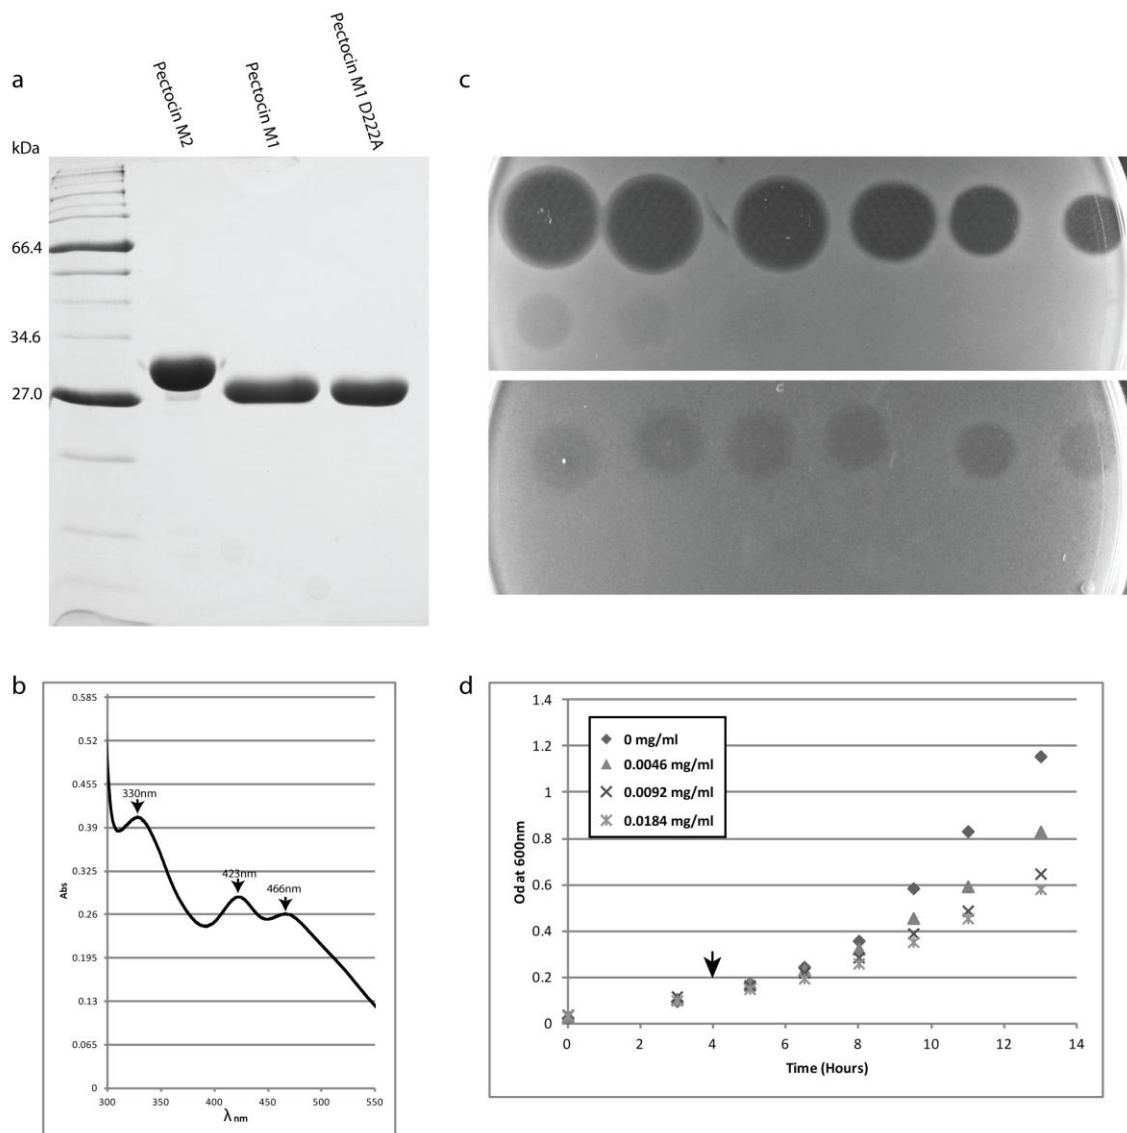 a
Pectocin M2
Pectocin M1
Pectocin M1 D222A
kDa
66.4
34.6
27.0
c
b
Abs
0.585
0.52
0.455
0.39
0.325
0.26
0.195
0.13
0.065
0
330nm
423nm
466nm
300 350 400 450 500 550
λnm
d
Od at 600nm
1.4
1.2
1
0.8
0.6
0.4
0.2
0
0 mg/ml
0.0046 mg/ml
0.0092 mg/ml
0.0184 mg/ml
0 2 4 6 8 10 12 14
Time (Hours)